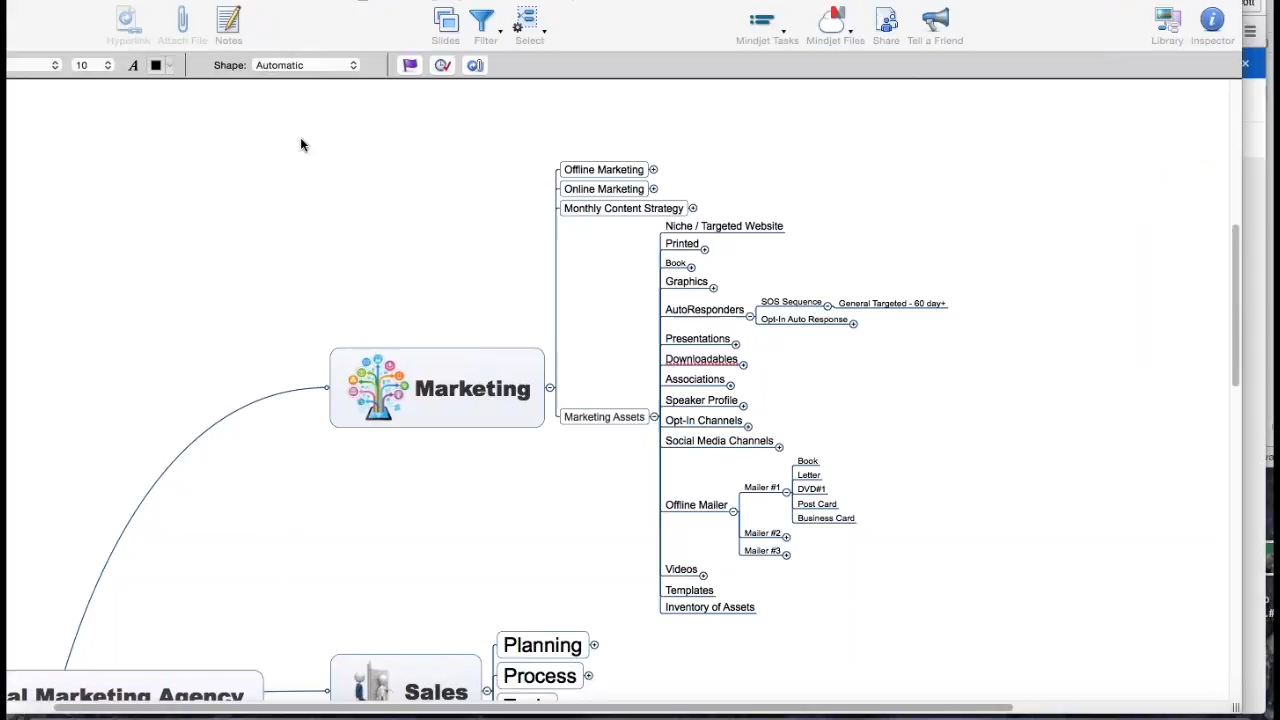 ott
Hyperlink
Attach File
Notes
Slides
Filter
Select
Mindjet Tasks
Mindjet Files
Share
Tell a Friend
Library
Inspector
10
A
Shape:
Automatic
Offline Marketing
Online Marketing
Monthly Content Strategy
Niche / Targeted Website
Printed
Book
Graphics
SOS Sequence
General Targeted - 60 day+
AutoResponders
Opt-In Auto Response
Presentations
Downloadables
Associations
Marketing
Speaker Profile
Marketing Assets
Opt-In Channels
Social Media Channels
Book
Letter
Mailer #1
DVD#1
Offline Mailer
Post Card
Business Card
Mailer #2
Mailer #3
Videos
Templates
Inventory of Assets
Planning
Process
al Marketing Agency
Sales